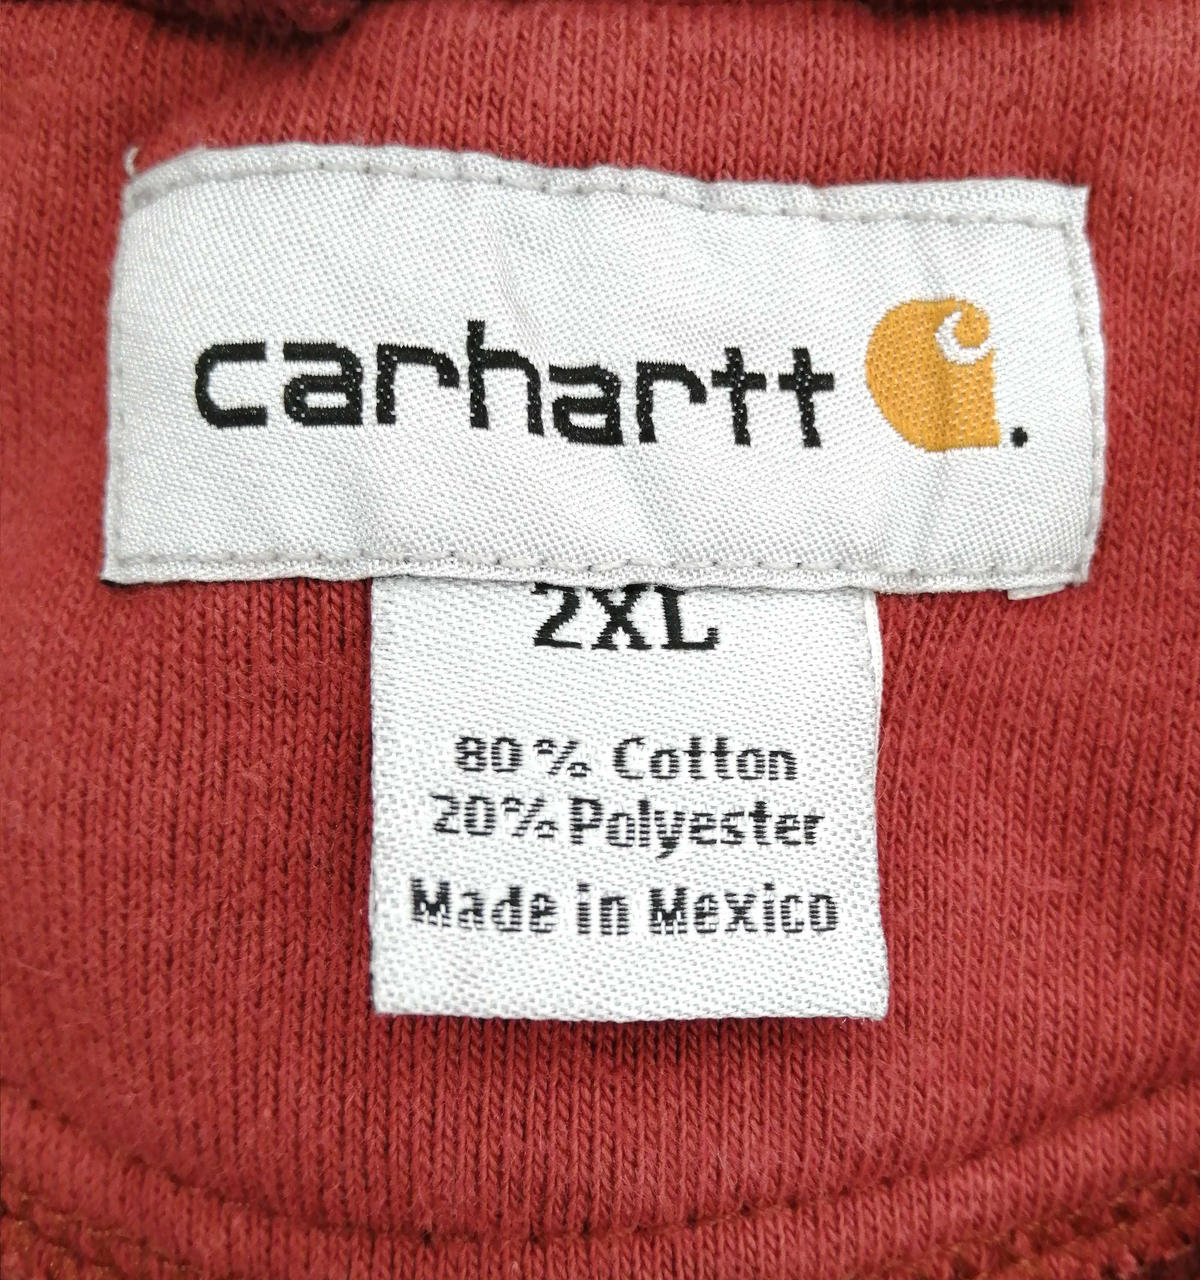 carhartt
2XL
80% Cotton
20% Polyester
Made in Mexico